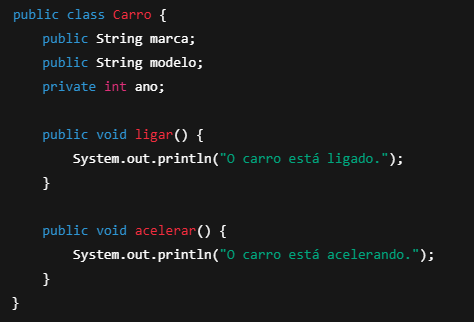 public class Carro {
    public String marca;
    public String modelo;
    private int ano;
    public void ligar() {
        System.out.println("O carro está ligado.");
    }
    public void acelerar() {
        System.out.println("O carro está acelerando.");
    }
}